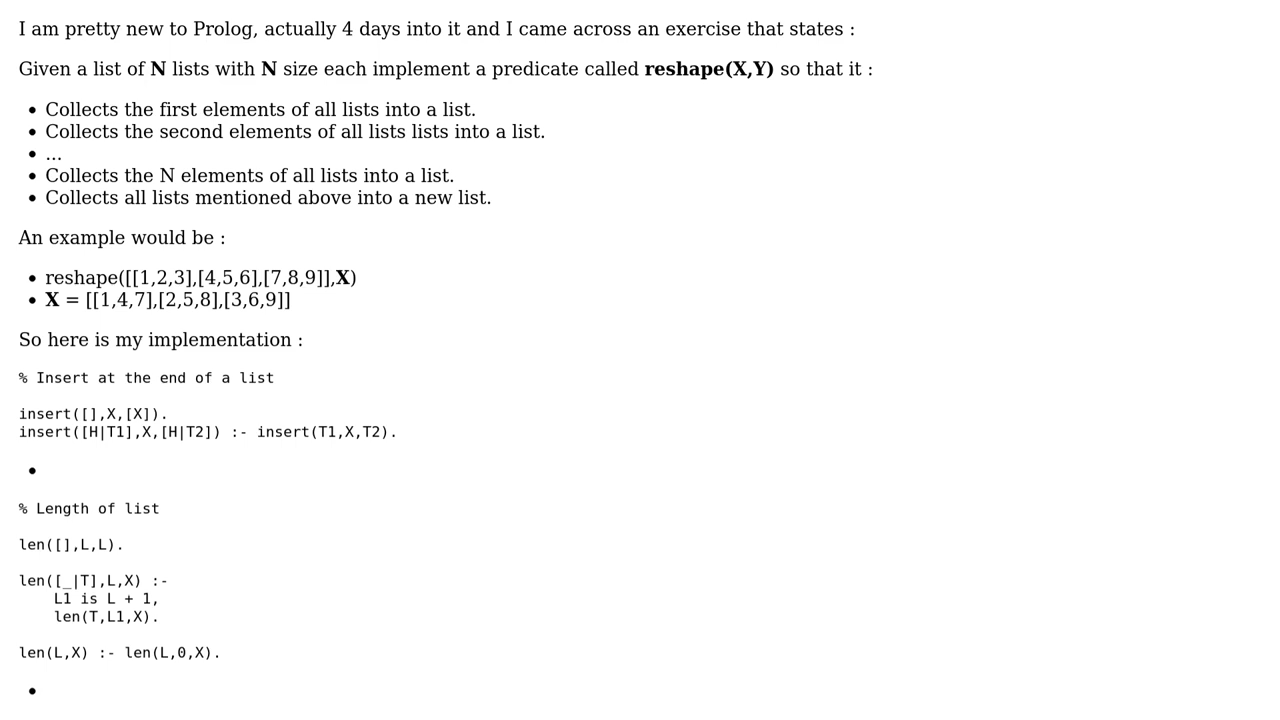 I am pretty new to Prolog, actually 4 days into it and I came across an exercise that states :
Given a list of N lists with N size each implement a predicate called reshape(X,Y) so that it :
• Collects the first elements of all lists into a list.
• Collects the second elements of all lists lists into a list.
• ...
• Collects the N elements of all lists into a list.
• Collects all lists mentioned above into a new list.
An example would be :
• reshape([[1,2,3],[4,5,6],[7,8,9]],X)
• X = [[1,4,7],[2,5,8],[3,6,9]]
So here is my implementation :
% Insert at the end of a list
insert([],X,[X]).
insert([H|T1],X,[H|T2]) :- insert(T1,X,T2).
•
% Length of list
len([],L,L).
len([_|T],L,X) :-
    L1 is L + 1,
    len(T,L1,X).
len(L,X) :- len(L,0,X).
•